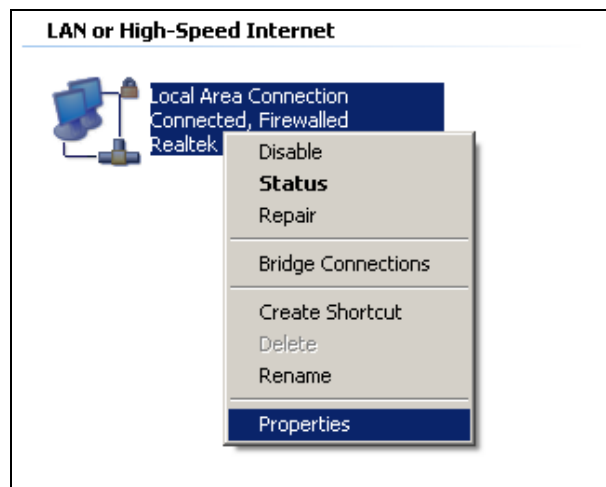 LAN or High-Speed Internet
Local Area Connection
Connected, Firewalled
Realtek
Disable
Status
Repair
Bridge Connections
Create Shortcut
Delete
Rename
Properties